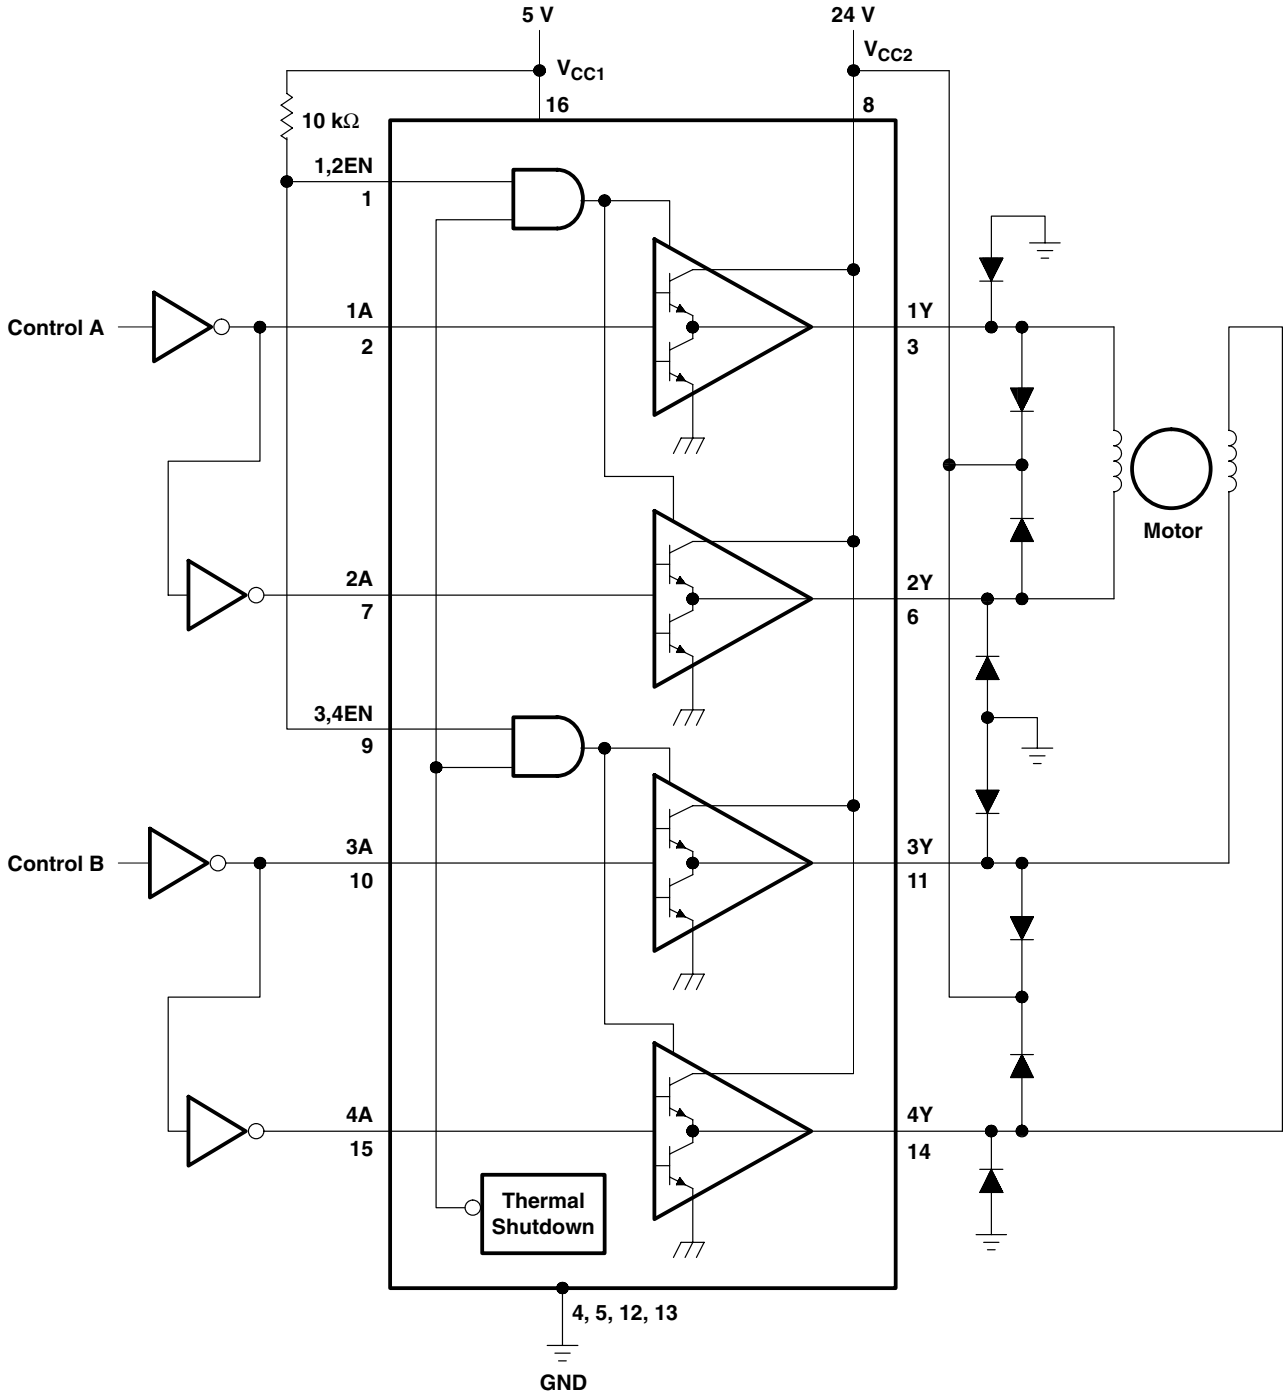 5 V
24 V
VCC1
VCC2
16
8
10 kΩ
1,2EN
1
Control A
1A
2
1Y
3
Motor
2A
7
2Y
6
3,4EN
9
Control B
3A
10
3Y
11
4A
15
4Y
14
Thermal
Shutdown
4, 5, 12, 13
GND